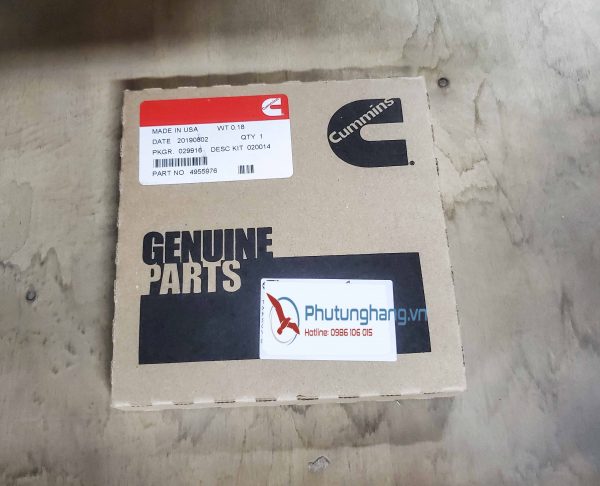 MADE IN USA WT 0.18
DATE 20190802 QTY 1
PKGR. 029916 DESC KIT 020014
PART NO 4955976
Cummins
GENUINE
PARTS
Phutunghang.vn
Hotline: 0986 106 015